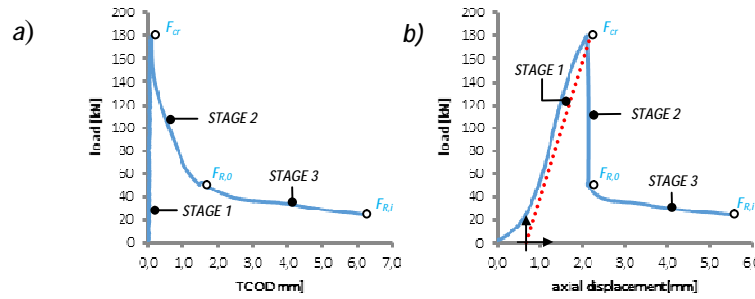 a)
load [kN]
200
180
160
140
120
100
80
60
40
20
0
F_cr
STAGE 2
F_R,0
STAGE 3
F_R,i
STAGE 1
0,0 1,0 2,0 3,0 4,0 5,0 6,0 7,0
TCOD mm]
b)
load [kN]
200
180
160
140
120
100
80
50
40
20
0
F_cr
STAGE 1
STAGE 2
F_R,0
STAGE 3
F_R,i
0,0 1,0 2,0 3,0 4,0 5,0 6,0
axial displacement[mm]